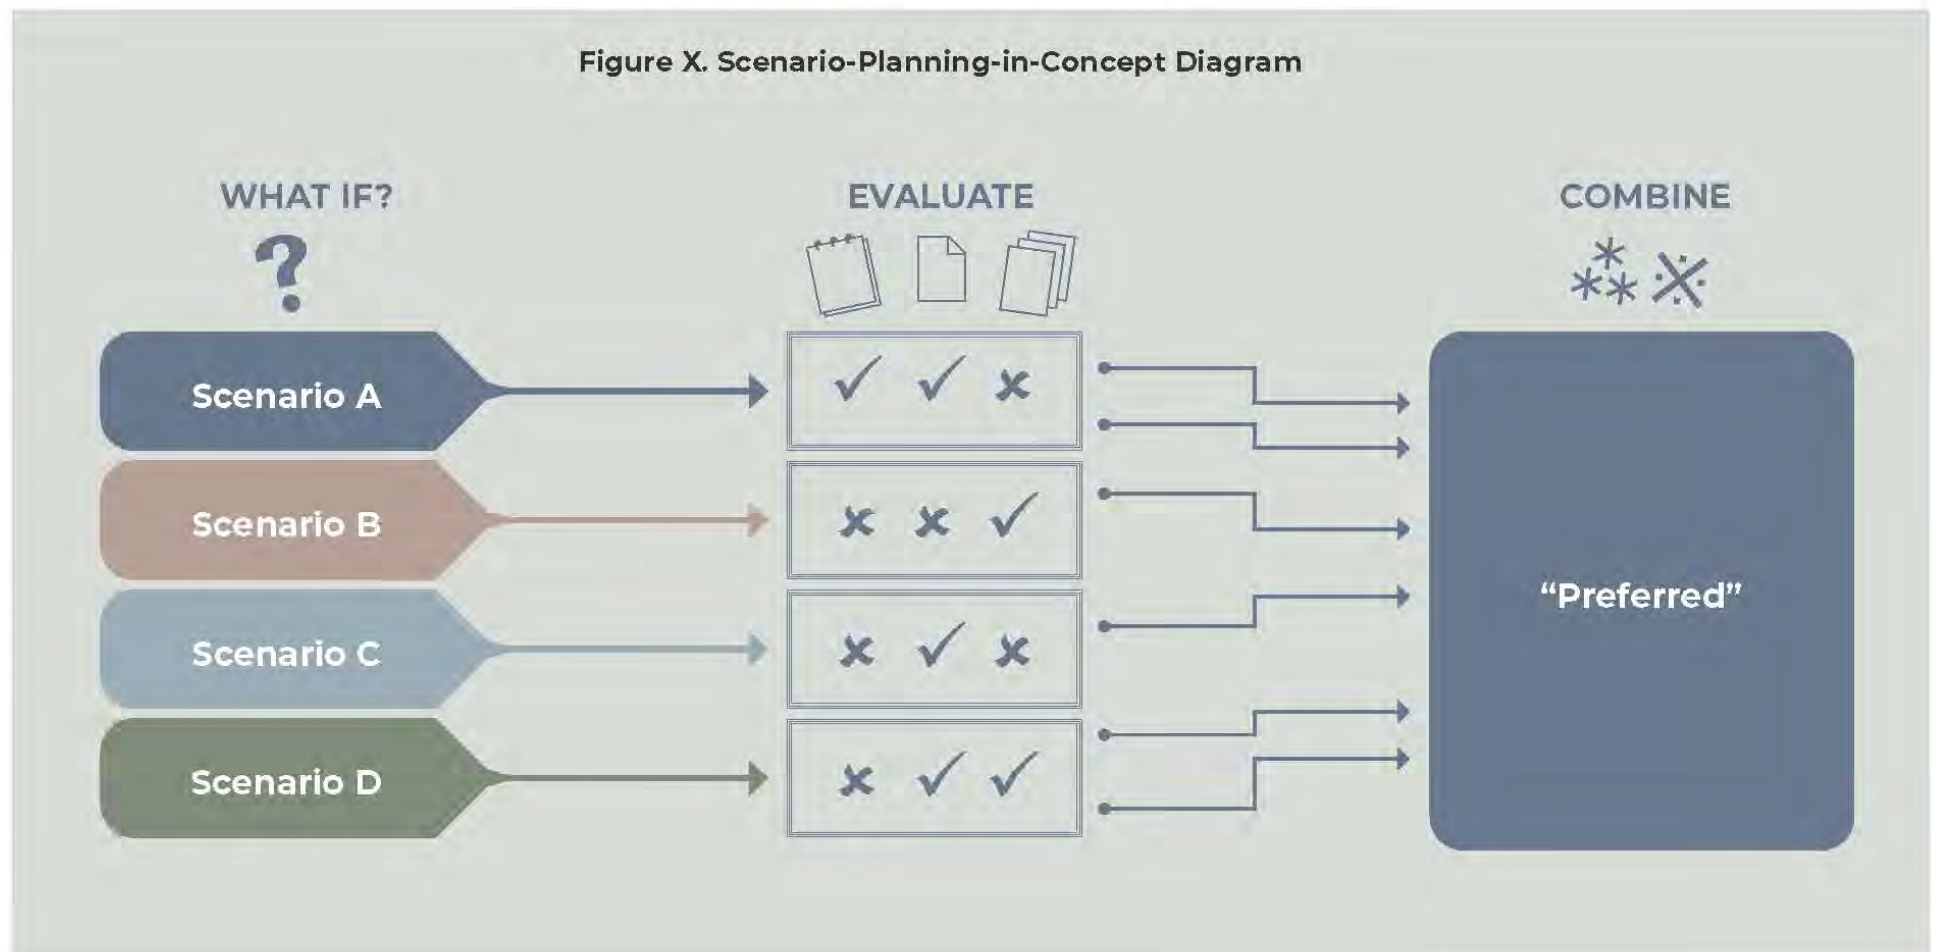 Figure X. Scenario-Planning-in-Concept Diagram
WHAT IF?
EVALUATE
COMBINE
?
Scenario A
✓ ✓ ✗
Scenario B
✗ ✗ ✓
Scenario C
✗ ✓ ✗
Scenario D
✗ ✓ ✓
“Preferred”